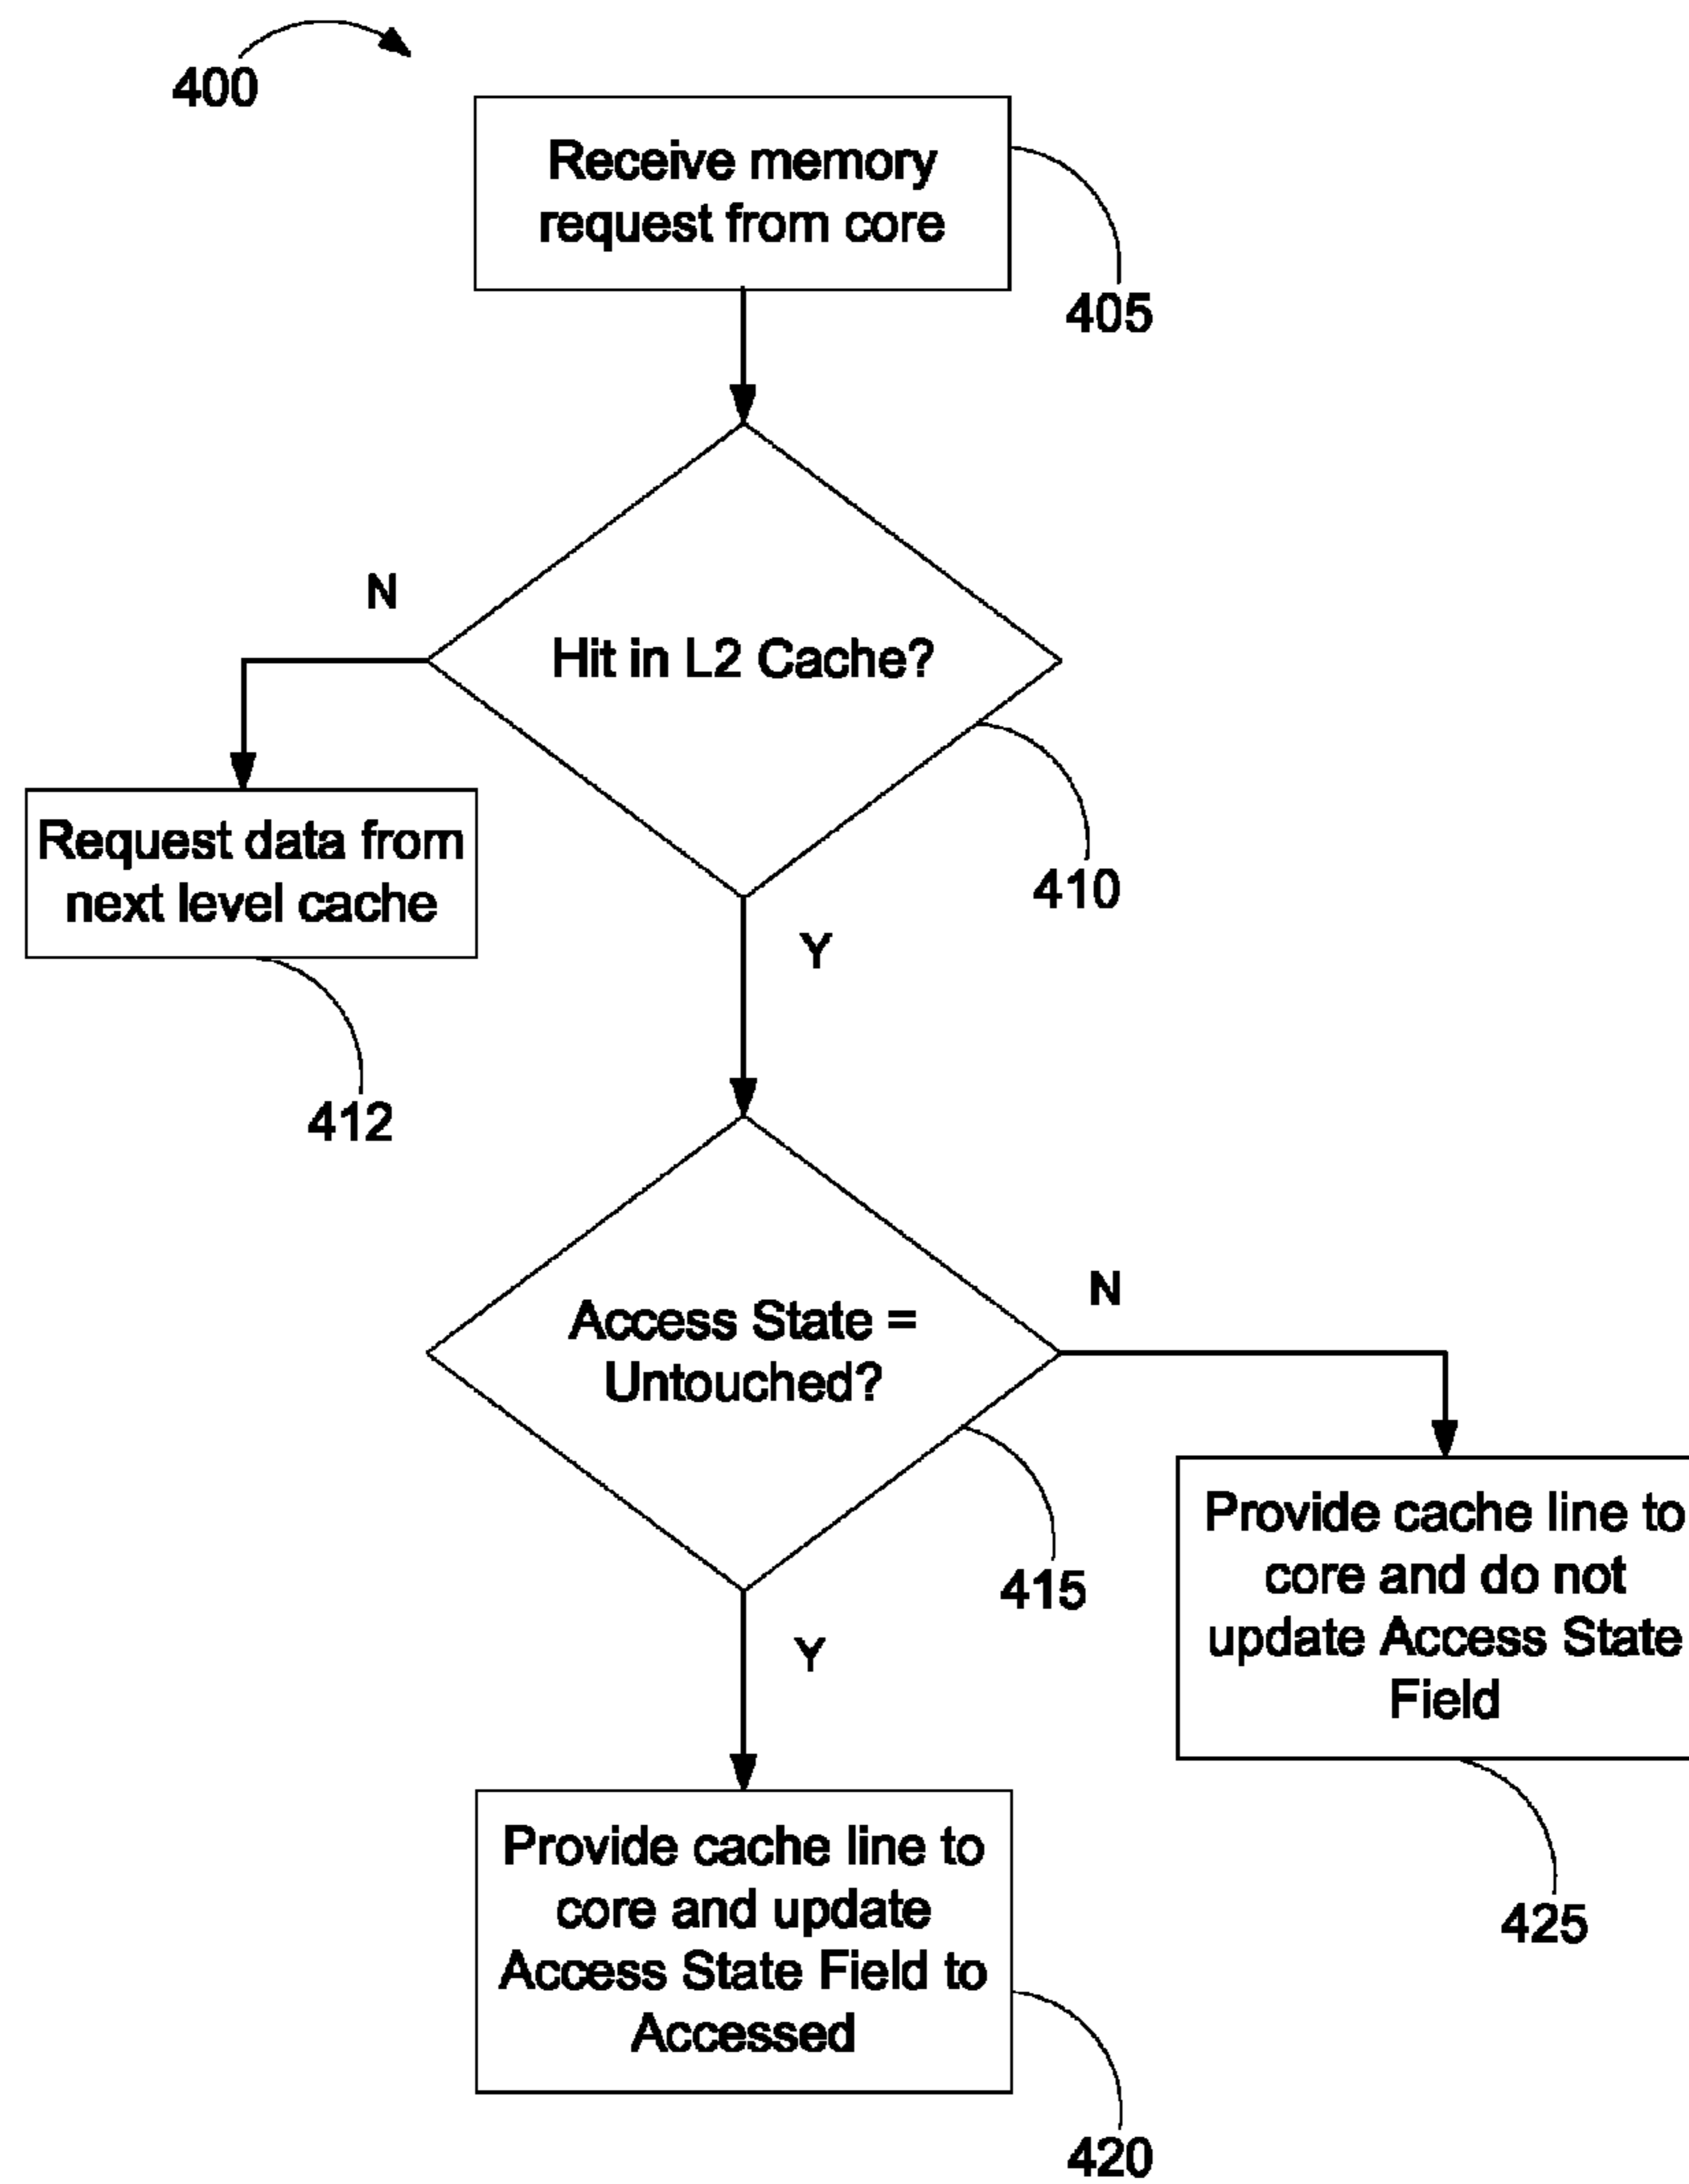 400
Receive memory
request from core
405
N
Hit in L2 Cache?
Request data from
next level cache
410
Y
412
N
Access State =
Untouched?
Provide cache line to
core and do not
update Access State
Field
415
Y
Provide cache line to
core and update
Access State Field to
Accessed
425
420